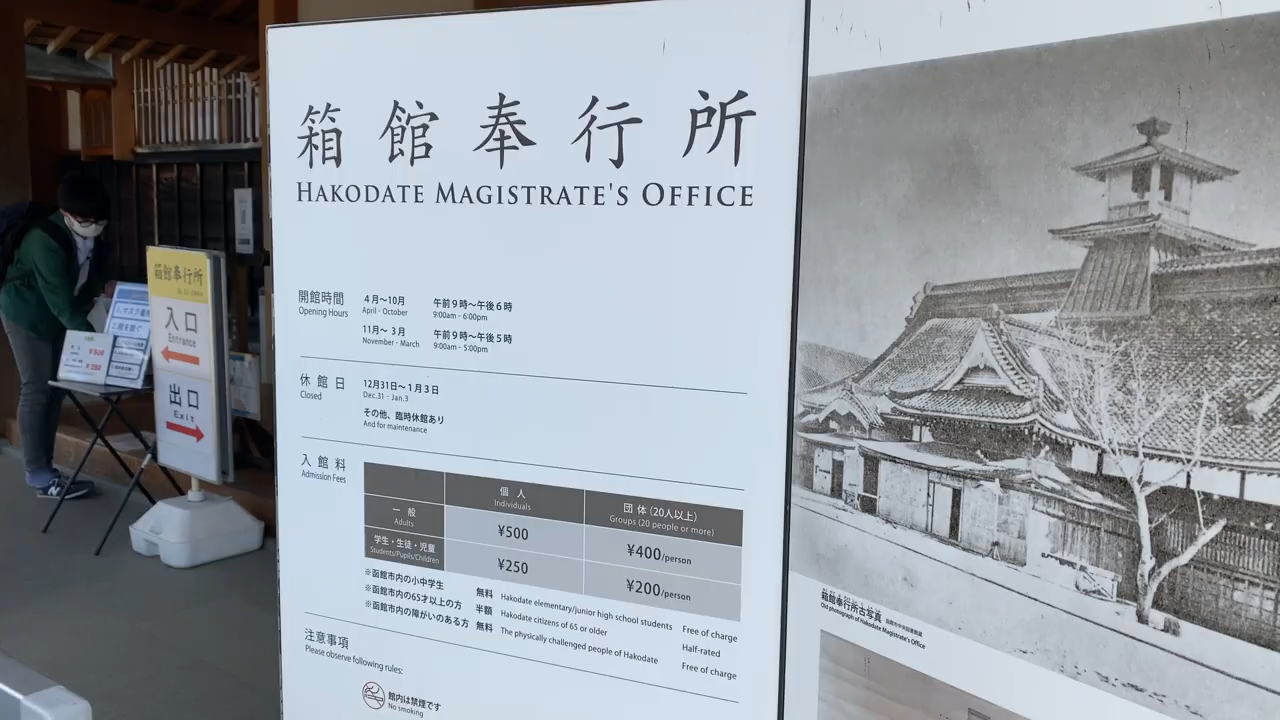 箱館奉行所
HAKODATE MAGISTRATE'S OFFICE
開館時間
Opening Hours
4月～10月
April - October
午前9時～午後6時
9:00am - 6:00pm
11月～ 3月
November - March
午前9時～午後5時
9:00am - 5:00pm
休館日
Closed
12月31日～1月3日
Dec.31 - Jan.3
その他、臨時休館あり
And for maintenance
入館料
Admission Fees
個人
Individuals
団体（20人以上）
Groups (20 people or more)
一般
Adults
¥500
¥400/person
学生・生徒・児童
Students/Pupils/Children
¥250
¥200/person
※函館市内の小中学生 無料 Hakodate elementary/junior high school students Free of charge
※函館市内の65才以上の方 半額 Hakodate citizens of 65 or older Half-rated
※函館市内の障がいのある方 無料 The physically challenged people of Hakodate Free of charge
注意事項
Please observe following rules:
館内は禁煙です
No smoking
箱館奉行所古写真
Old photograph of Hakodate Magistrate's Office
箱館奉行所
入口
Entrance
出口
Exit